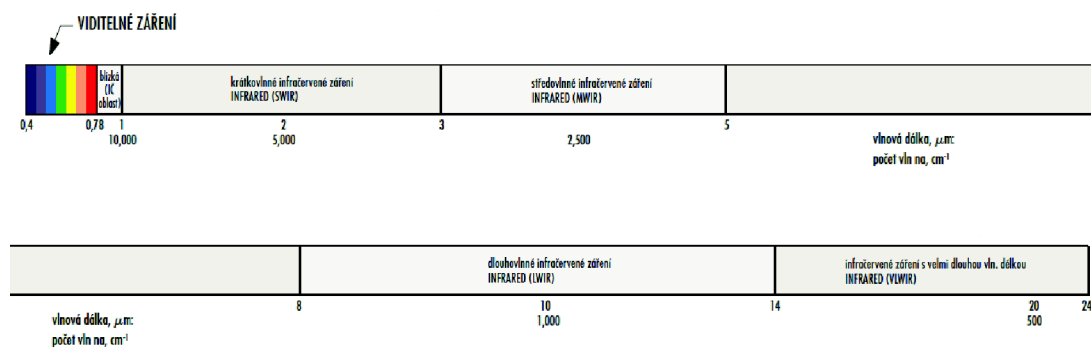 VIDITELNÉ ZÁŘENÍ
blízká
(IČ
oblast)
krátkovlnné infračervené záření
INFRARED (SWIR)
středovlnné infračervené záření
INFRARED (MWIR)
0,4 0,78 1 2 3 5
10,000 5,000 2,500
vlnová dálka, μm:
počet vln na, cm-1
dlouhovlnné infračervené záření
INFRARED (LWIR)
infračervené záření s velmi dlouhou vln. délkou
INFRARED (VLWIR)
8 10 14 20 24
1,000 500
vlnová dálka, μm:
počet vln na, cm-1